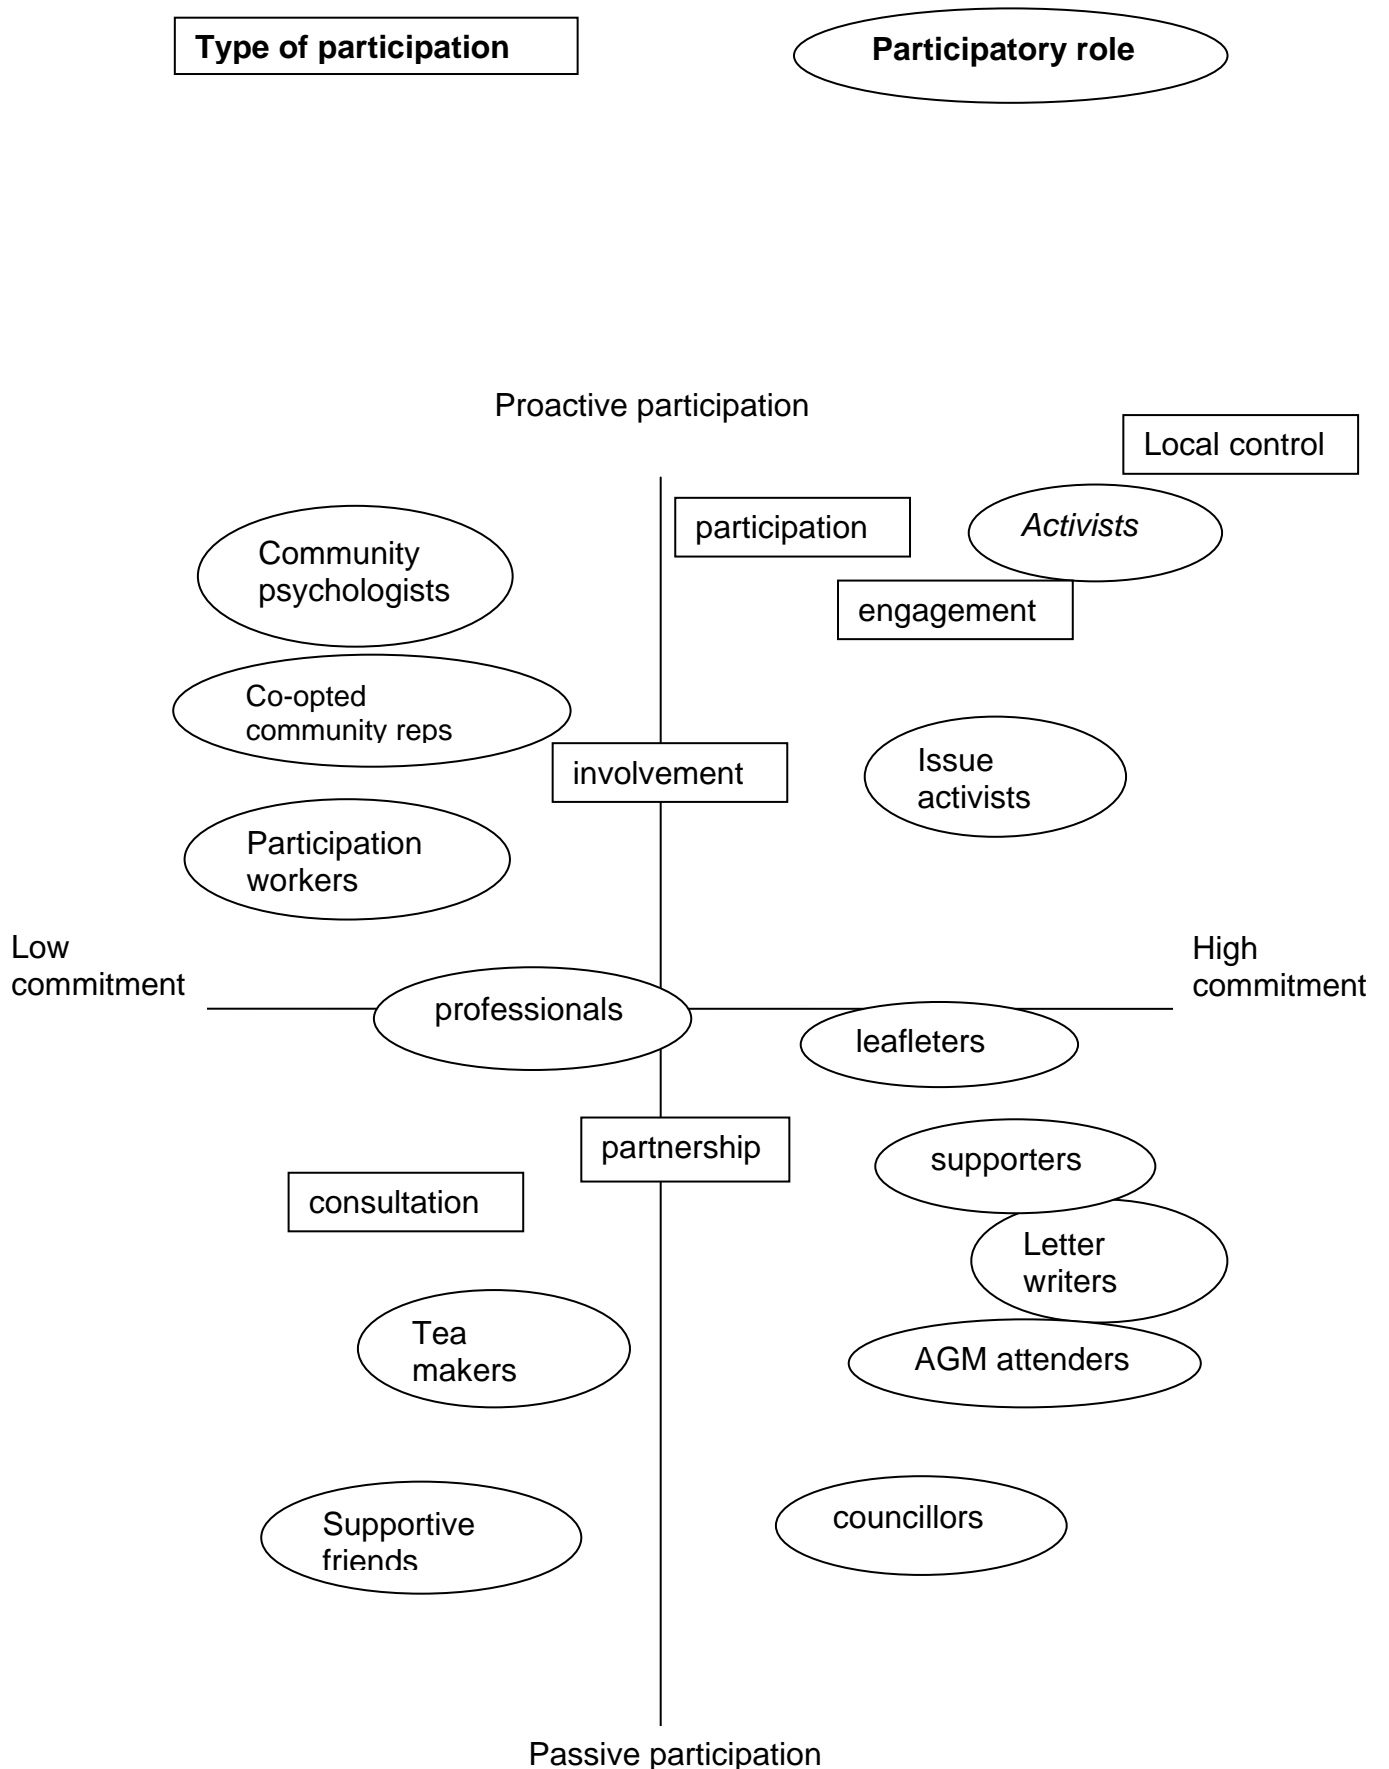 Type of participation
Participatory role
Proactive participation
Local control
participation
Activists
Community
psychologists
engagement
Co-opted
community reps
involvement
Issue
activists
Participation
workers
Low
commitment
High
commitment
professionals
leafleters
partnership
supporters
consultation
Letter
writers
Tea
makers
AGM attenders
Supportive
friends
councillors
Passive participation